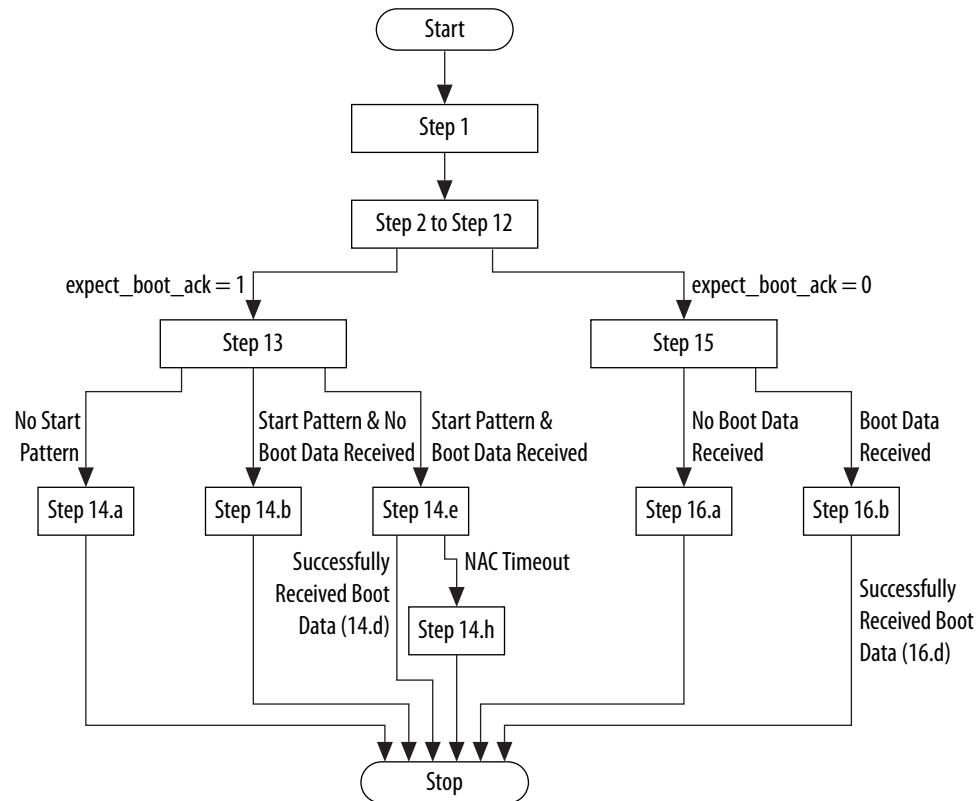 Start
Step 1
Step 2 to Step 12
expect_boot_ack = 1
expect_boot_ack = 0
Step 13
Step 15
No Start
Pattern
Start Pattern & No
Boot Data Received
Start Pattern &
Boot Data Received
No Boot Data
Received
Boot Data
Received
Step 14.a
Step 14.b
Step 14.e
Step 16.a
Step 16.b
Successfully
Received Boot
Data (14.d)
NAC Timeout
Step 14.h
Successfully
Received Boot
Data (16.d)
Stop